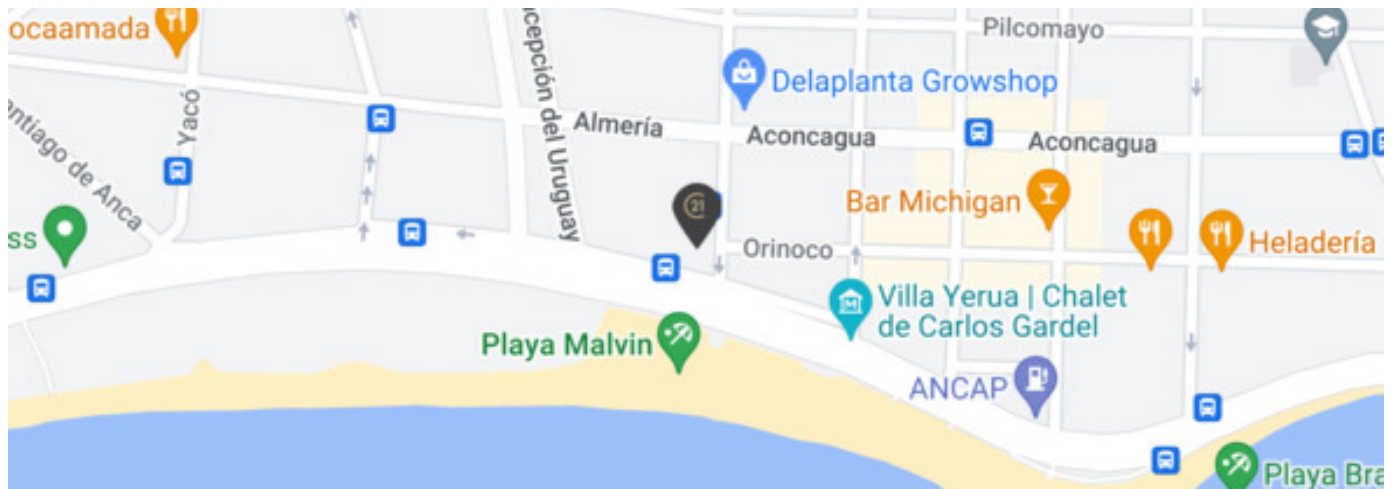 ocaamada
Pilcomayo
cepción del Uruguay
Yacó
Delaplanta Growshop
Almería
Aconcagua
Aconcagua
ntiago de Anca
21
Bar Michigan
ss
Orinoco
Heladería
Villa Yerua | Chalet
de Carlos Gardel
Playa Malvin
ANCAP
Playa Bra